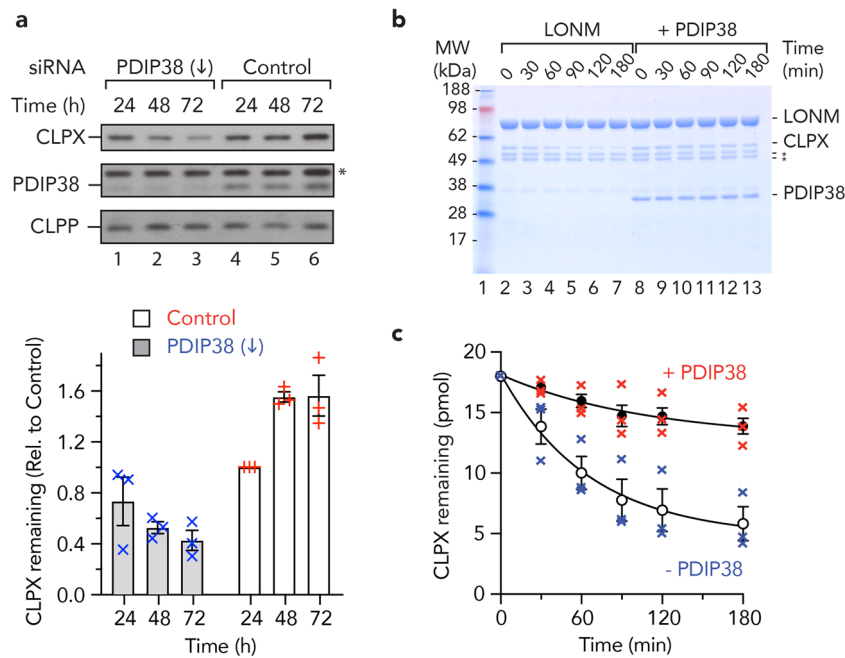 a
siRNA PDIP38 (↓) Control
Time (h) 24 48 72 24 48 72
CLPX
*
PDIP38
CLPP
1 2 3 4 5 6
Control
PDIP38 (↓)
CLPX remaining (Rel. to Control)
1.6
1.2
0.8
0.4
0.0
24 48 72 24 48 72
Time (h)
b
LONM + PDIP38
MW (kDa) 0 30 60 90 120 180 0 30 60 90 120 180 Time (min)
188
98
62
49
38
28
17
LONM
CLPX
*
*
PDIP38
1 2 3 4 5 6 7 8 9 10 11 12 13
c
CLPX remaining (pmol)
20
15
10
5
0
+ PDIP38
- PDIP38
0 60 120 180
Time (min)